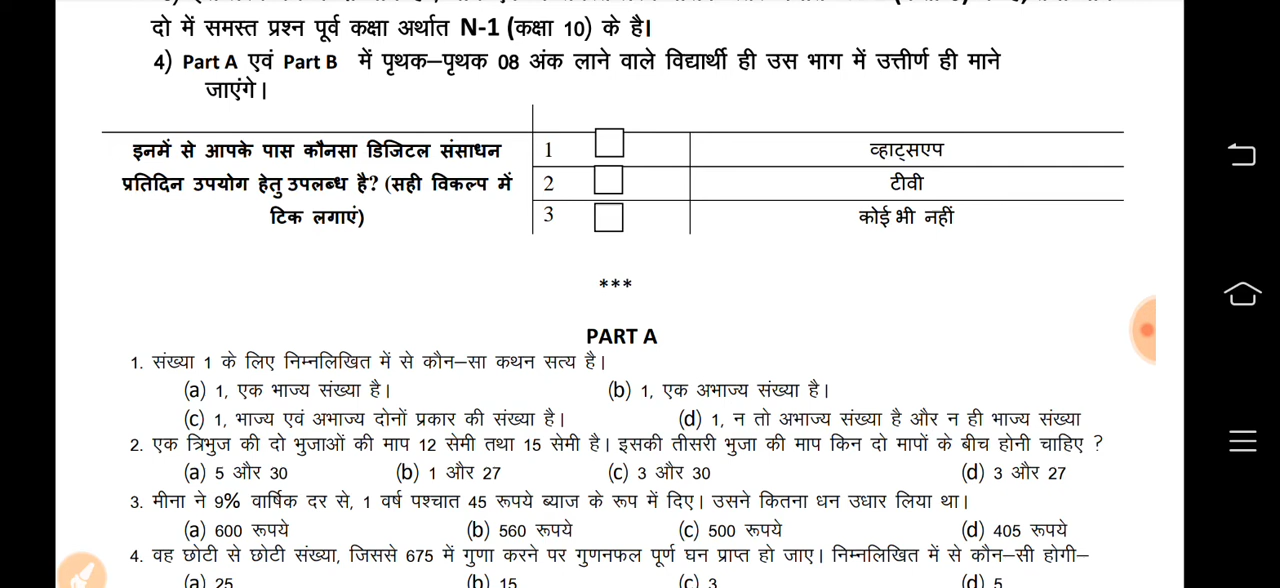 दो में समस्त प्रश्न पूर्व कक्षा अर्थात N-1 (कक्षा 10) के है।
4) Part A एवं Part B में पृथक–पृथक 08 अंक लाने वाले विद्यार्थी ही उस भाग में उत्तीर्ण ही माने
जाएंगे।
इनमें से आपके पास कौनसा डिजिटल संसाधन
प्रतिदिन उपयोग हेतु उपलब्ध है? (सही विकल्प में
टिक लगाएं)
1 व्हाट्सएप
2 टीवी
3 कोई भी नहीं
***
PART A
1. संख्या 1 के लिए निम्नलिखित में से कौन–सा कथन सत्य है।
(a) 1, एक भाज्य संख्या है। (b) 1, एक अभाज्य संख्या है।
(c) 1, भाज्य एवं अभाज्य दोनों प्रकार की संख्या है। (d) 1, न तो अभाज्य संख्या है और न ही भाज्य संख्या
2. एक त्रिभुज की दो भुजाओं की माप 12 सेमी तथा 15 सेमी है। इसकी तीसरी भुजा की माप किन दो मापों के बीच होनी चाहिए ?
(a) 5 और 30 (b) 1 और 27 (c) 3 और 30 (d) 3 और 27
3. मीना ने 9% वार्षिक दर से, 1 वर्ष पश्चात 45 रूपये ब्याज के रूप में दिए। उसने कितना धन उधार लिया था।
(a) 600 रूपये (b) 560 रूपये (c) 500 रूपये (d) 405 रूपये
4. वह छोटी से छोटी संख्या, जिससे 675 में गुणा करने पर गुणनफल पूर्ण घन प्राप्त हो जाए। निम्नलिखित में से कौन–सी होगी–
(a) 25 (b) 15 (c) 3 (d) 5